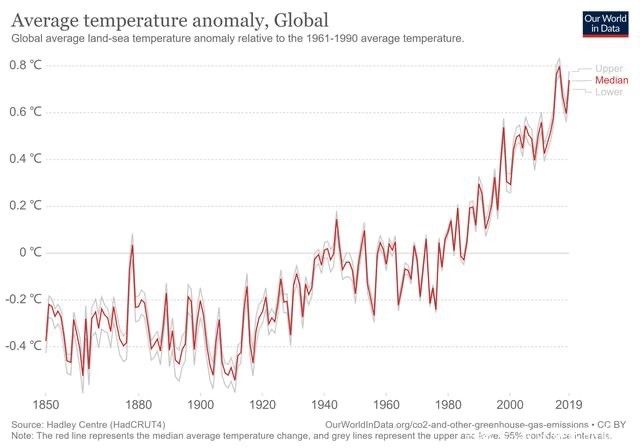 Average temperature anomaly, Global
Our World
in Data
Global average land-sea temperature anomaly relative to the 1961-1990 average temperature.
0.8 °C
Upper
Median
Lower
0.6 °C
0.4 °C
0.2 °C
0 °C
-0.2 °C
-0.4 °C
1850
1880
1900
1920
1940
1960
1980
2000
2019
Source: Hadley Centre (HadCRUT4)
OurWorldInData.org/co2-and-other-greenhouse-gas-emissions • CC BY
Note: The red line represents the median average temperature change, and grey lines represent the upper and lower 95% confidence intervals.